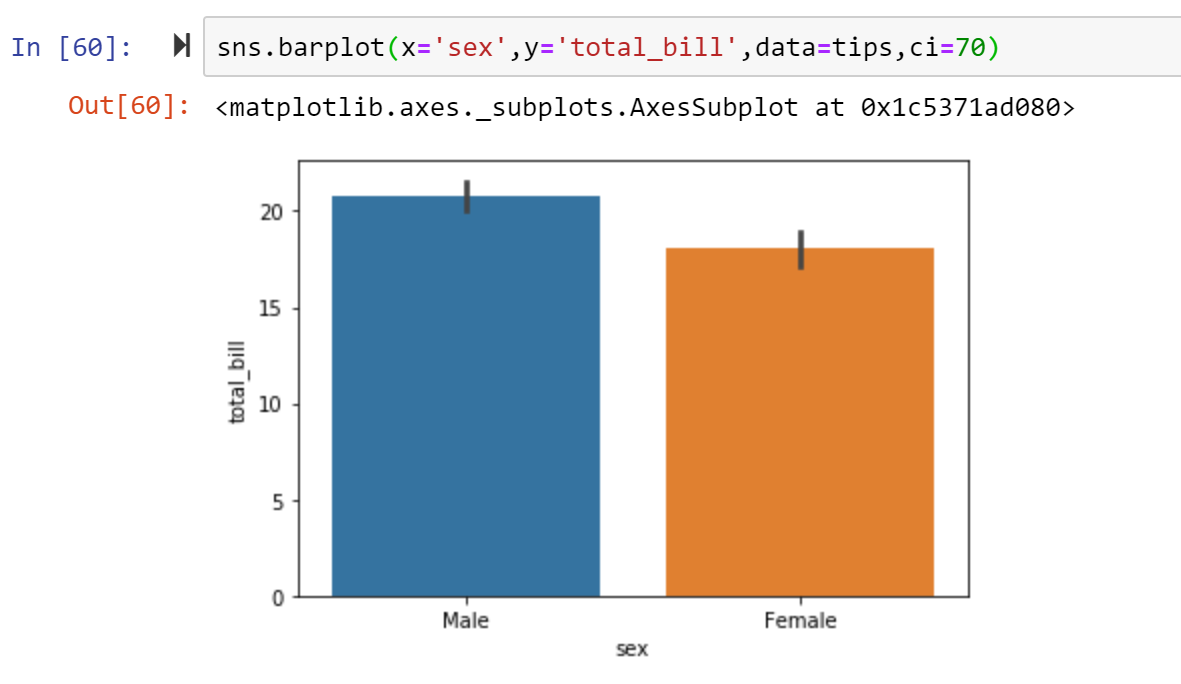 In [60]: sns.barplot(x='sex',y='total_bill',data=tips,ci=70)
Out[60]: <matplotlib.axes._subplots.AxesSubplot at 0x1c5371ad080>
20
15
10
5
0
total_bill
Male Female
sex